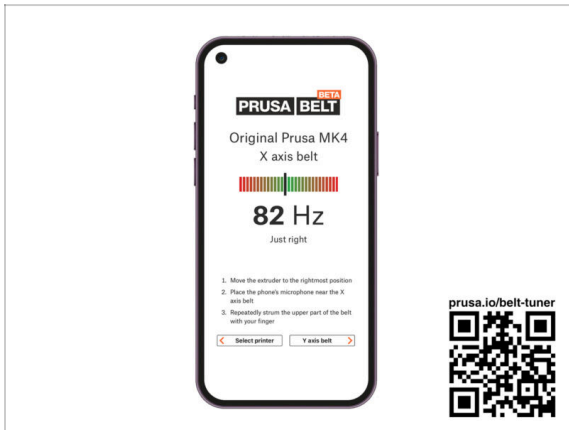 BETA
PRUSA BELT
Original Prusa MK4
X axis belt
82 Hz
Just right
1. Move the extruder to the rightmost position
2. Place the phone's microphone near the X
axis belt
3. Repeatedly strum the upper part of the belt
with your finger
Select printer
Y axis belt
prusa.io/belt-tuner